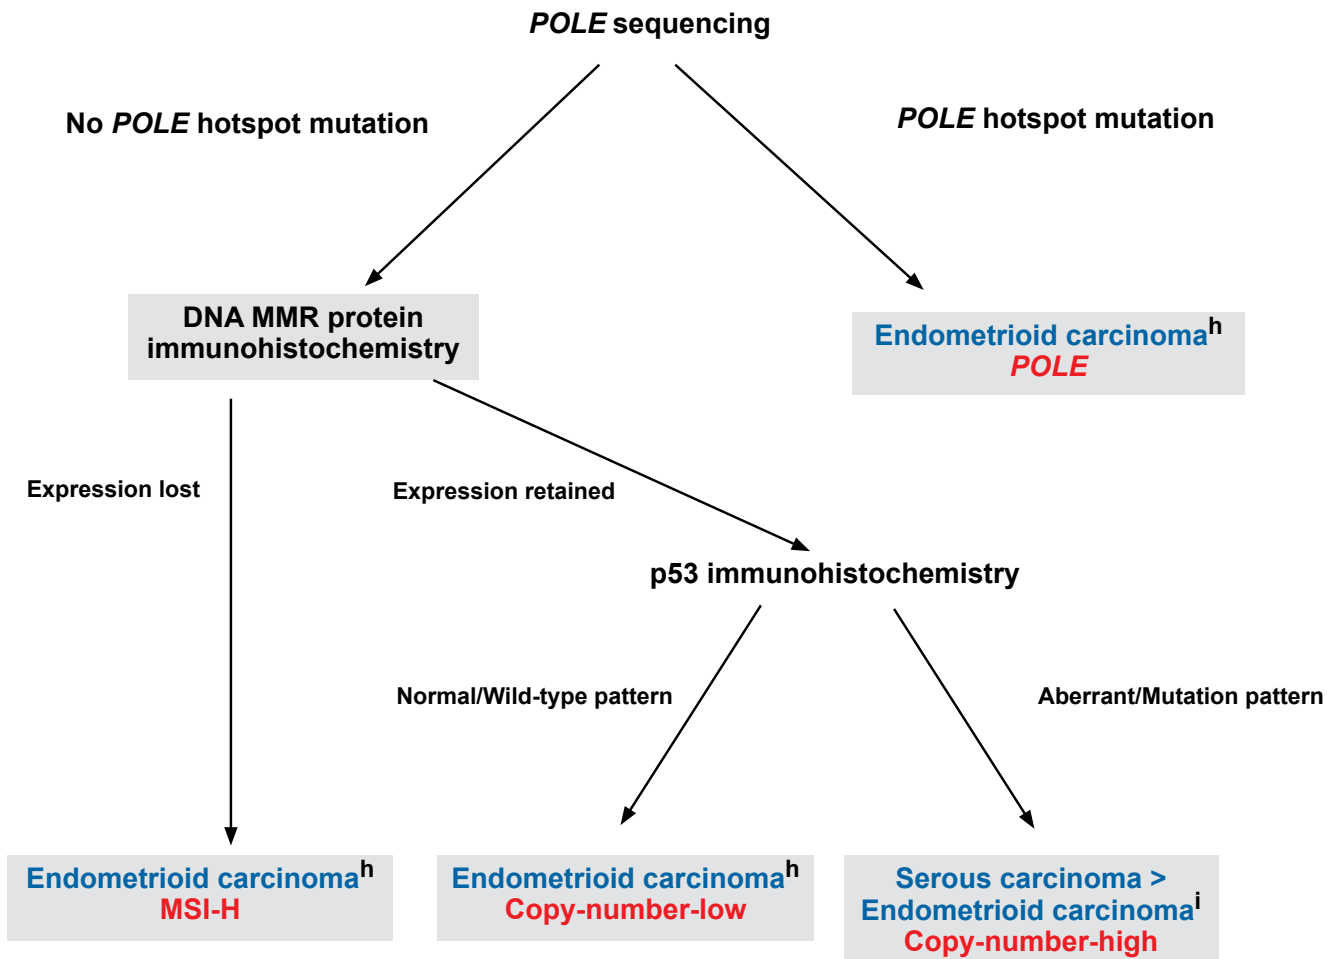 POLE sequencing
No POLE hotspot mutation
POLE hotspot mutation
DNA MMR protein
immunohistochemistry
Endometrioid carcinomaʰ
POLE
Expression lost
Expression retained
p53 immunohistochemistry
Normal/Wild-type pattern
Aberrant/Mutation pattern
Endometrioid carcinomaʰ
MSI-H
Endometrioid carcinomaʰ
Copy-number-low
Serous carcinoma >
Endometrioid carcinomaⁱ
Copy-number-high